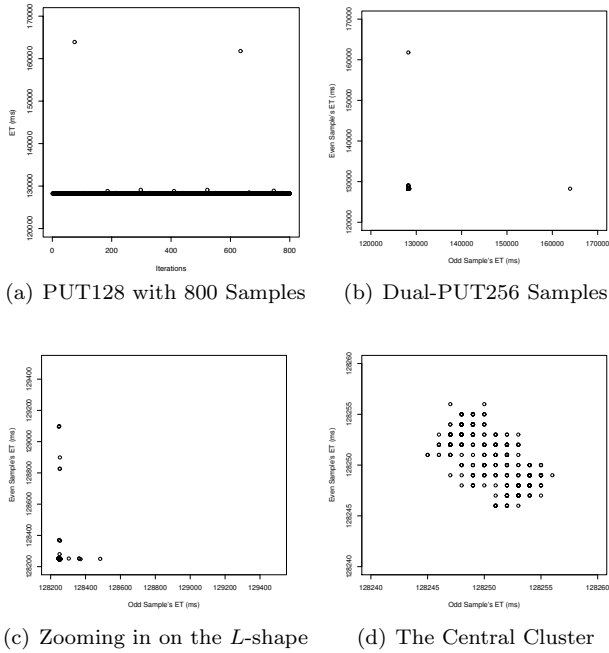 170000
160000
150000
140000
130000
120000
ET (ms)
0 200 400 600 800
Iterations
(a) PUT128 with 800 Samples
170000
160000
150000
140000
130000
120000
Even Sample's ET (ms)
120000 130000 140000 150000 160000 170000
Odd Sample's ET (ms)
(b) Dual-PUT256 Samples
129400
129200
129000
128800
128600
128400
128200
Even Sample's ET (ms)
128200 128400 128600 128800 129000 129200 129400
Odd Sample's ET (ms)
(c) Zooming in on the L-shape
128260
128255
128250
128245
128240
Even Sample's ET (ms)
128240 128245 128250 128255 128260
Odd Sample's ET (ms)
(d) The Central Cluster